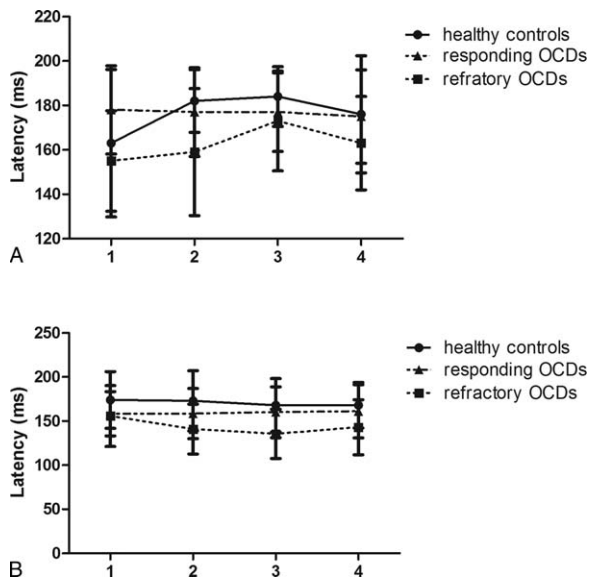 220
200
180
160
140
120
Latency (ms)
1 2 3 4
healthy controls
responding OCDs
refratory OCDs
A
250
200
150
100
50
0
Latency (ms)
1 2 3 4
healthy controls
responding OCDs
refractory OCDs
B